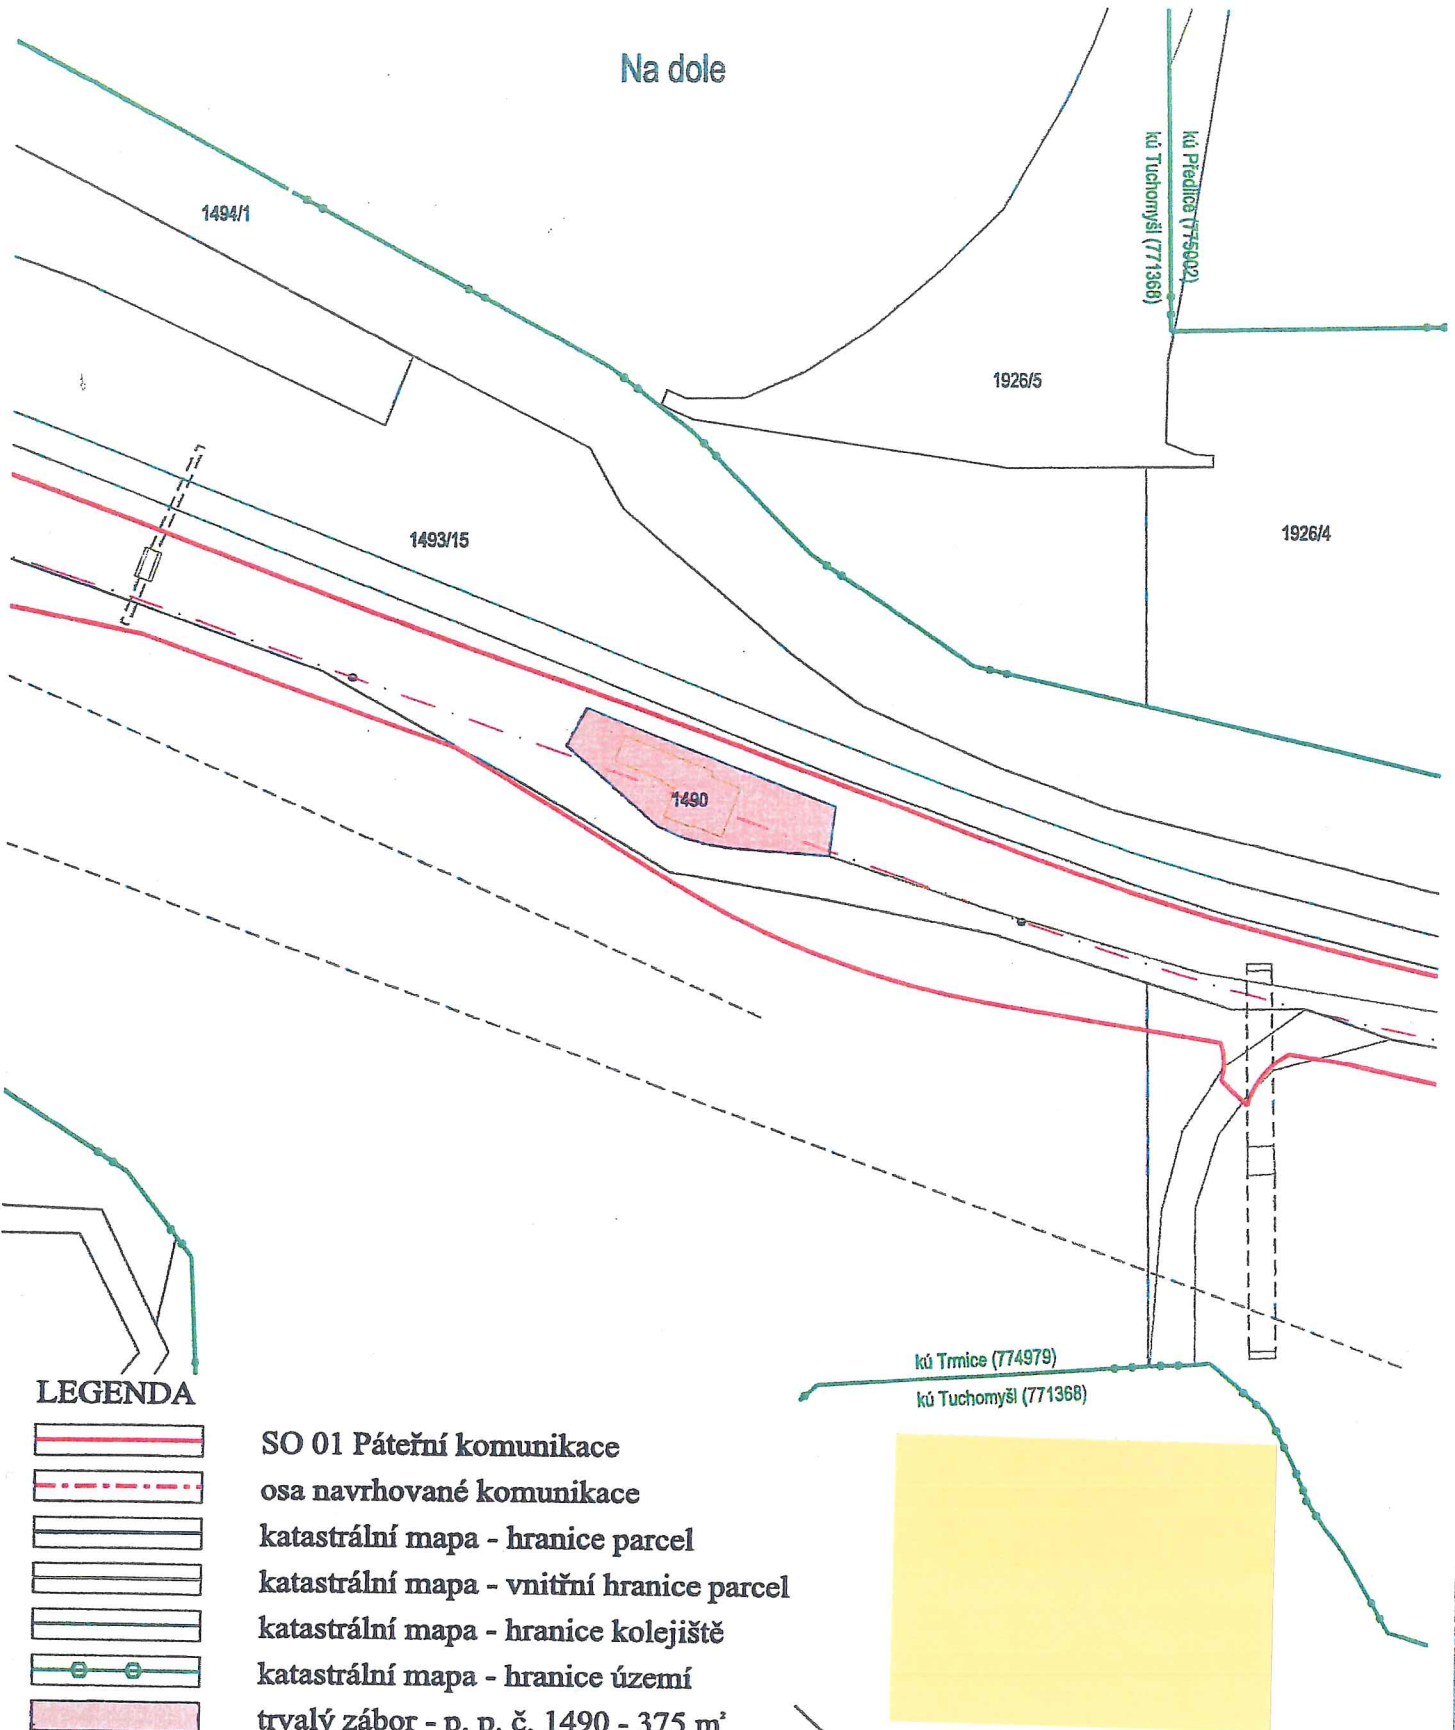 Na dole
kú Předlice (775002)
kú Tuchomyšl (771368)
1494/1
1926/5
1493/15
1926/4
1490
kú Trmice (774979)
kú Tuchomyšl (771368)
LEGENDA
SO 01 Páteřní komunikace
osa navrhované komunikace
katastrální mapa - hranice parcel
katastrální mapa - vnitřní hranice parcel
katastrální mapa - hranice kolejiště
katastrální mapa - hranice území
trvalý zábor - p. p. č. 1490 - 375 m²